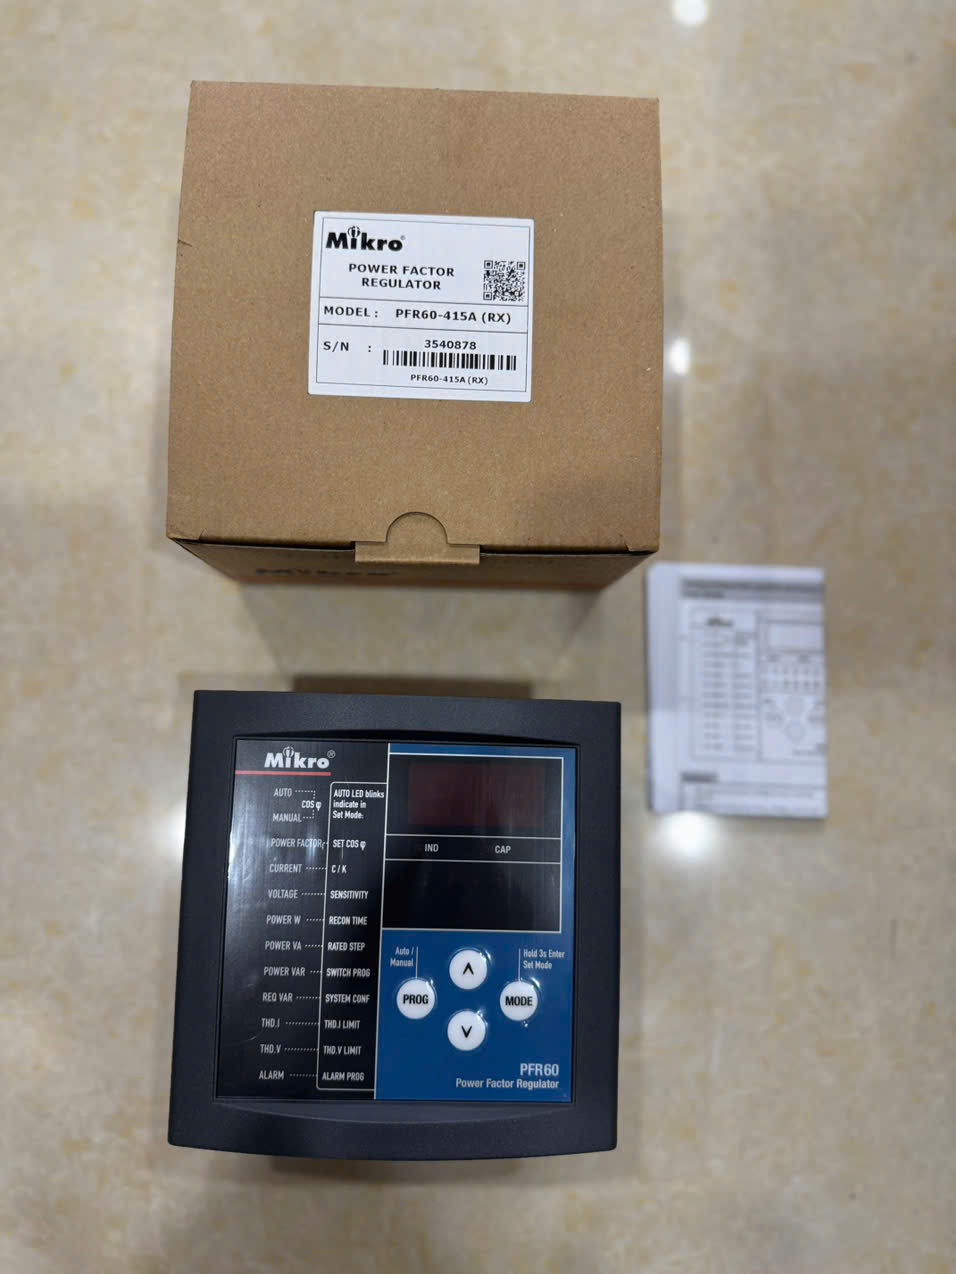 Mikro®
POWER FACTOR
REGULATOR
MODEL : PFR60-415A (RX)
S/N : 3540878
PFR60-415A (RX)
Mikro
Mikro®
AUTO
COS φ
MANUAL
POWER FACTOR
CURRENT
VOLTAGE
POWER W
POWER VA
POWER VAR
REQ VAR
THD.I
THD.V
ALARM
AUTO LED blinks
indicate in
Set Mode:
SET COS φ
C / K
SENSITIVITY
RECON TIME
RATED STEP
SWITCH PROG
SYSTEM CONF
THD.I LIMIT
THD.V LIMIT
ALARM PROG
IND CAP
Auto /
Manual
Hold 3s Enter
Set Mode
PROG
MODE
PFR60
Power Factor Regulator